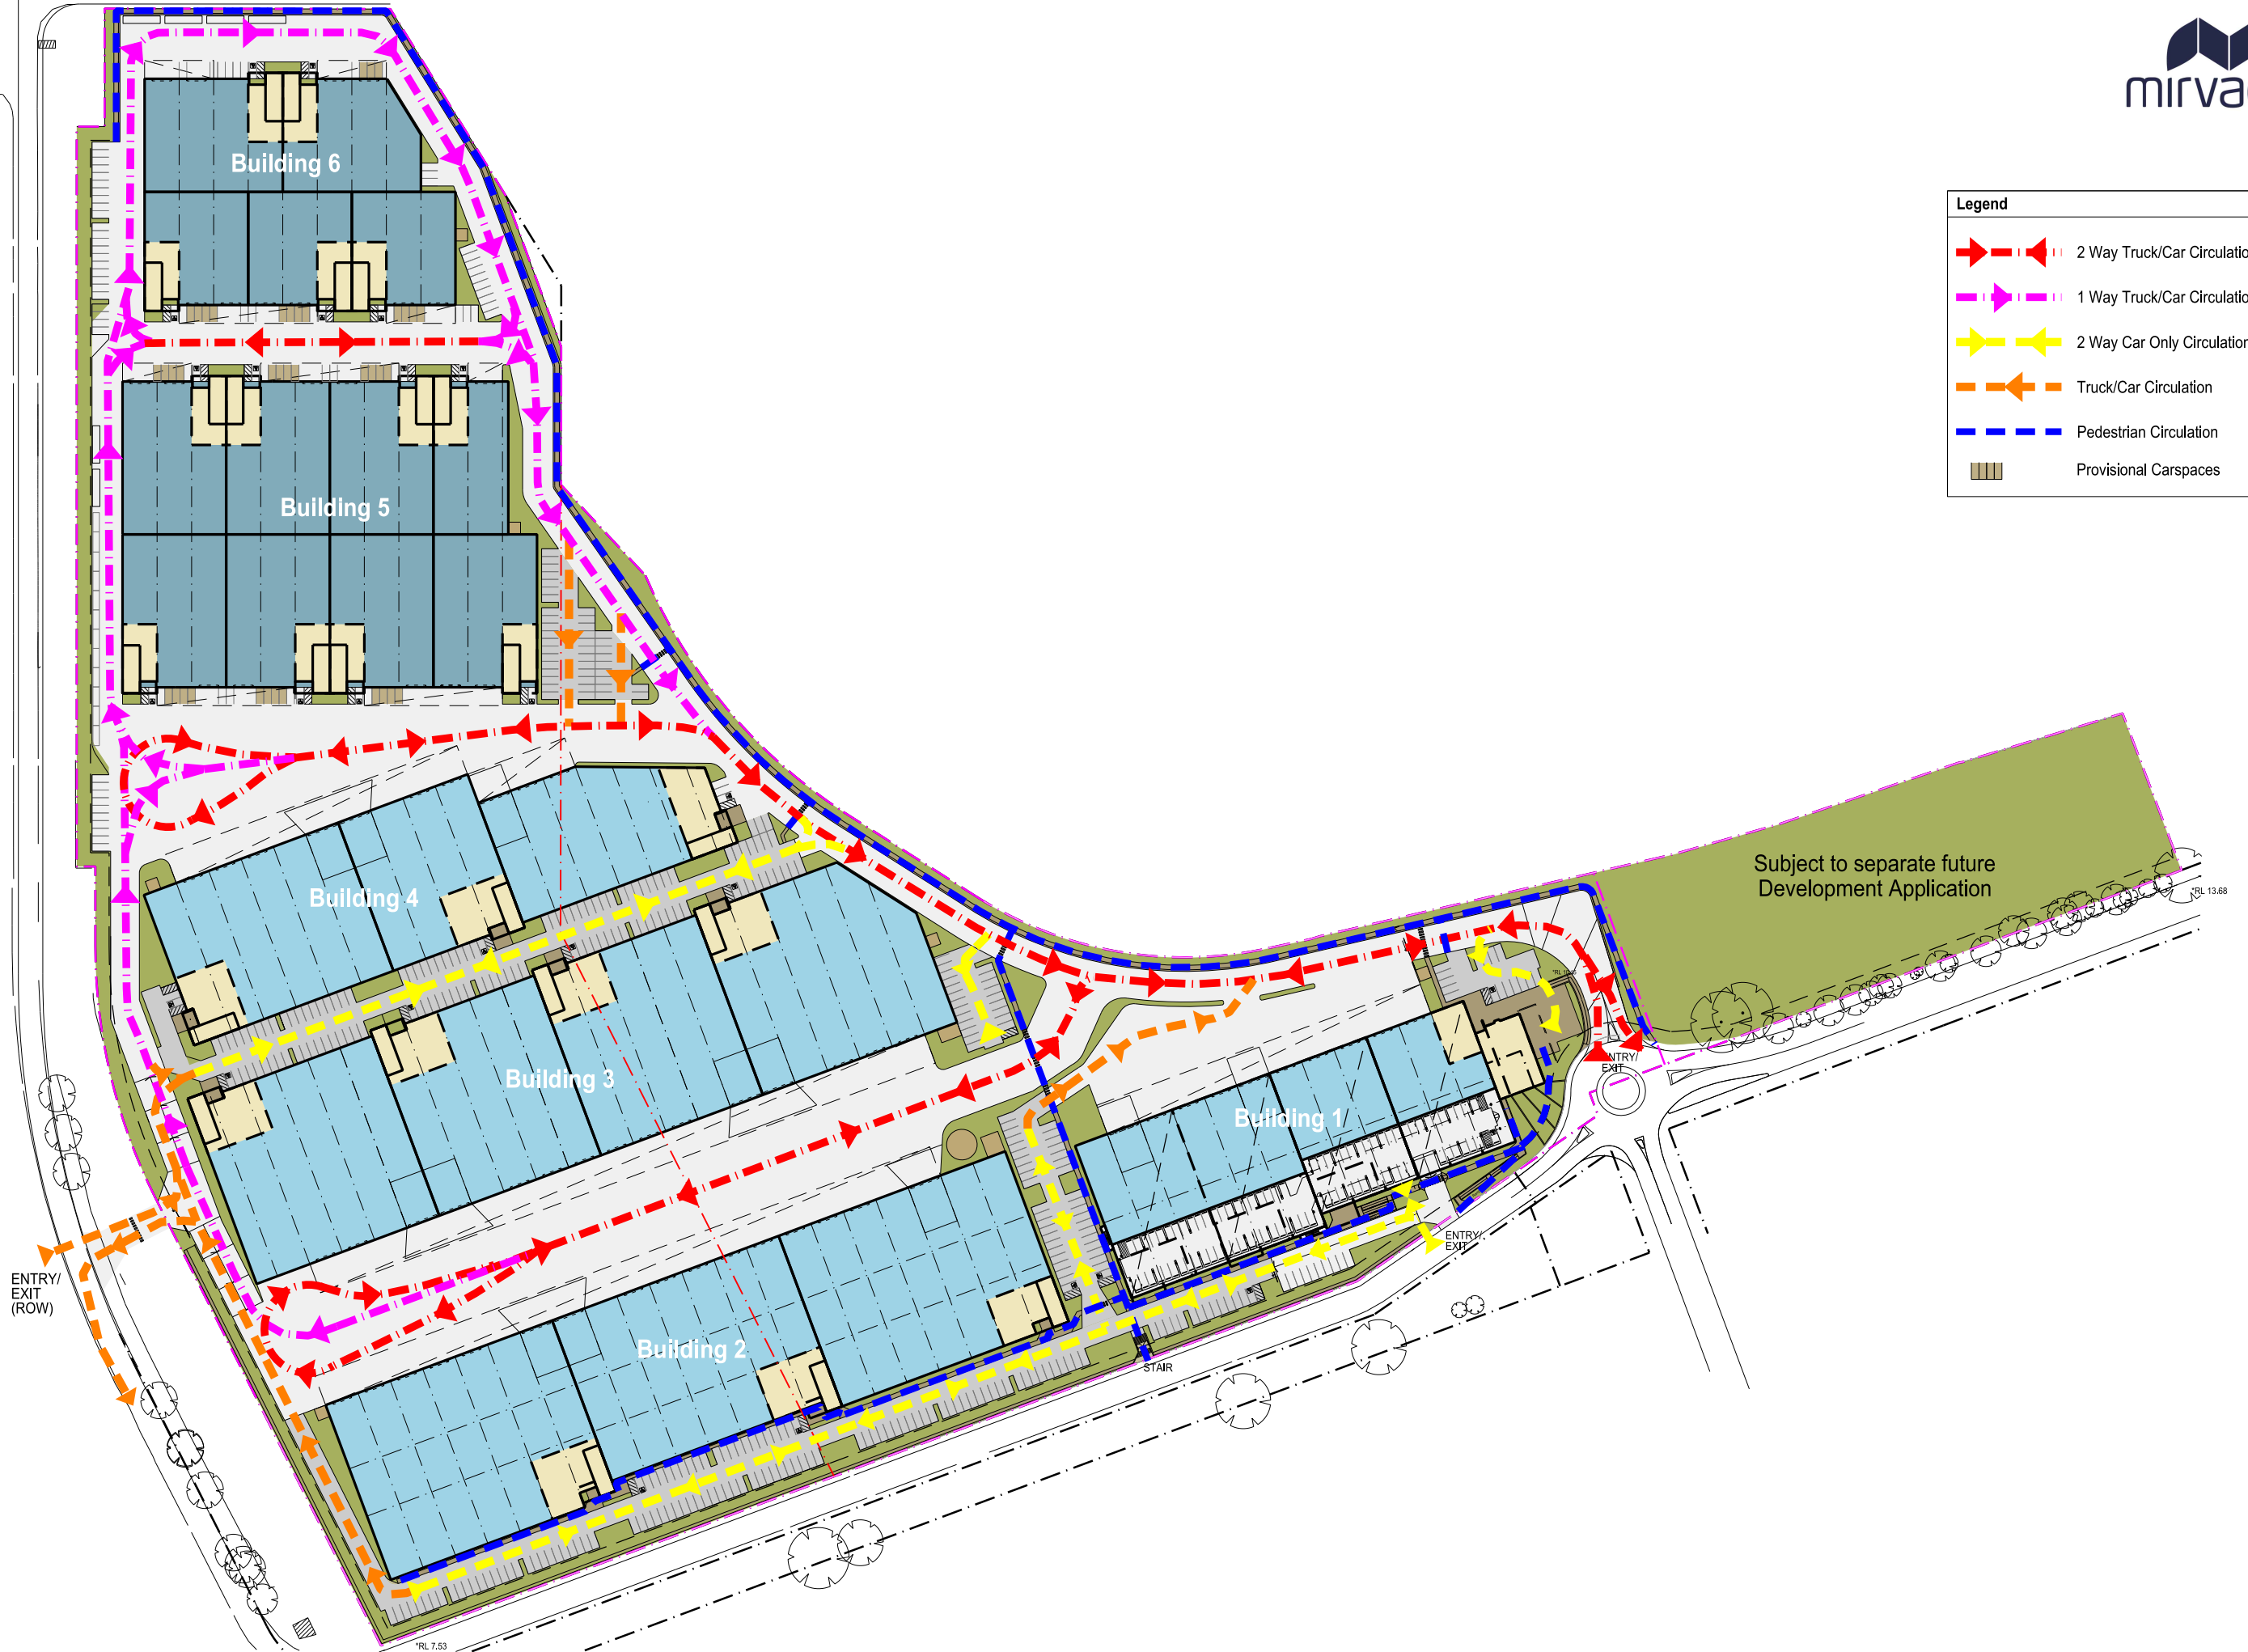 mirva
Legend
2 Way Truck/Car Circulatio
1 Way Truck/Car Circulatio
2 Way Car Only Circulation
Truck/Car Circulation
Pedestrian Circulation
Provisional Carspaces
Building 6
Building 5
Building 4
Building 3
Building 1
Building 2
Subject to separate future
Development Application
*RL 13.68
ENTRY/
EXIT
ENTRY/
EXIT
ENTRY/
EXIT
(ROW)
STAIR
*RL 7.53